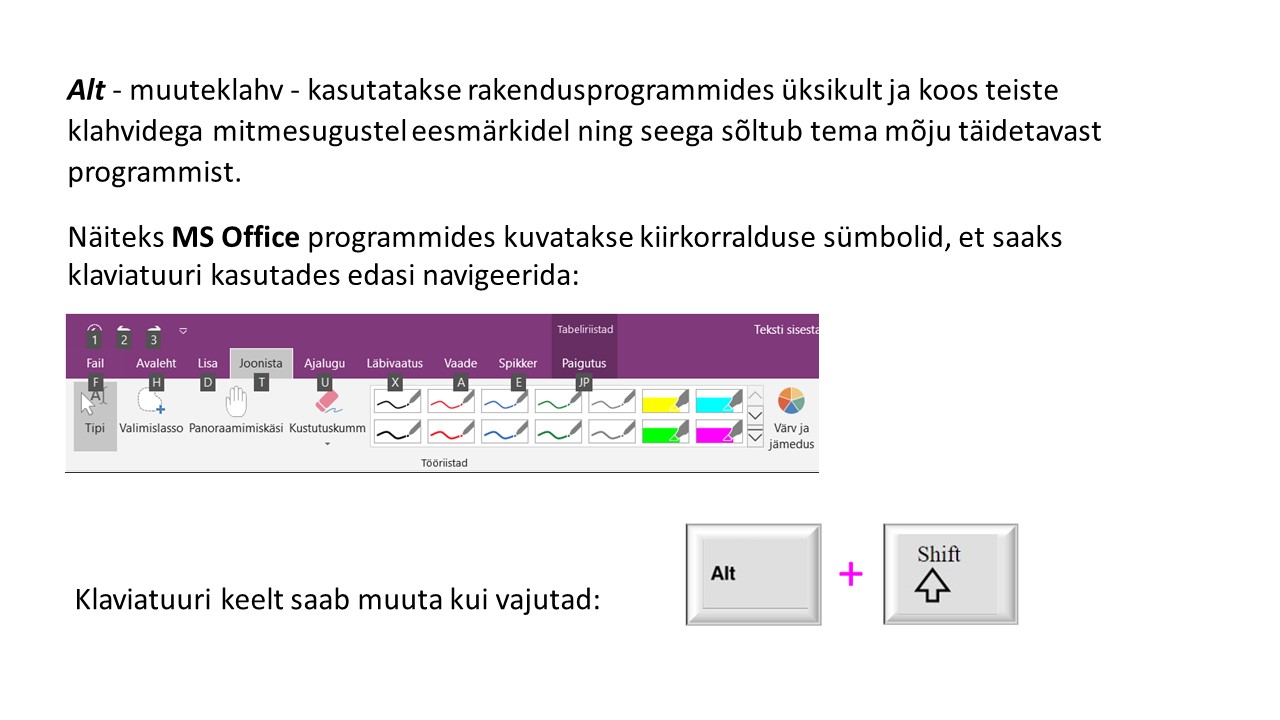 Alt - muuteklahv - kasutatakse rakendusprogrammides üksikult ja koos teiste
klahvidega mitmesugustel eesmärkidel ning seega sõltub tema mõju täidetavast
programmist.
Näiteks MS Office programmides kuvatakse kiirkorralduse sümbolid, et saaks
klaviatuuri kasutades edasi navigeerida:
Tabeliriistad Teksti sisesta
1 2 3
Fail Avaleht Lisa Joonista Ajalugu Läbivaatus Vaade Spikker Paigutus
F H D T U X A E JP
Tipi Valimislasso Panoraamimiskäsi Kustutuskumm Värv ja
jämedus
Tööriistad
Alt + Shift
Klaviatuuri keelt saab muuta kui vajutad: